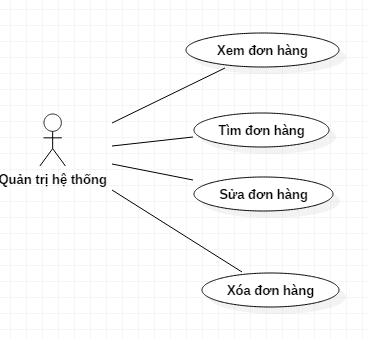 Xem đơn hàng
Tìm đơn hàng
Quản trị hệ thống
Sửa đơn hàng
Xóa đơn hàng